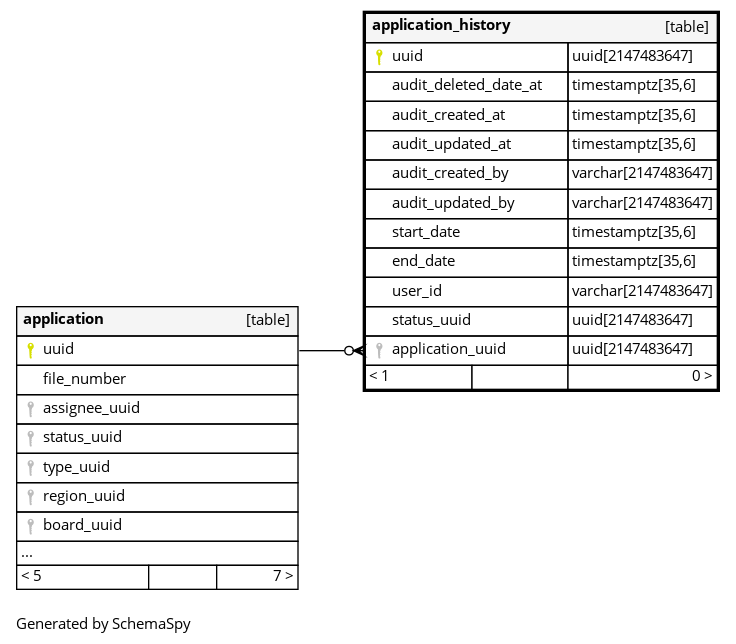 application_history [table]
uuid uuid[2147483647]
audit_deleted_date_at timestamptz[35,6]
audit_created_at timestamptz[35,6]
audit_updated_at timestamptz[35,6]
audit_created_by varchar[2147483647]
audit_updated_by varchar[2147483647]
start_date timestamptz[35,6]
end_date timestamptz[35,6]
user_id varchar[2147483647]
status_uuid uuid[2147483647]
application_uuid uuid[2147483647]
< 1 0 >
application [table]
uuid
file_number
assignee_uuid
status_uuid
type_uuid
region_uuid
board_uuid
...
< 5 7 >
Generated by SchemaSpy